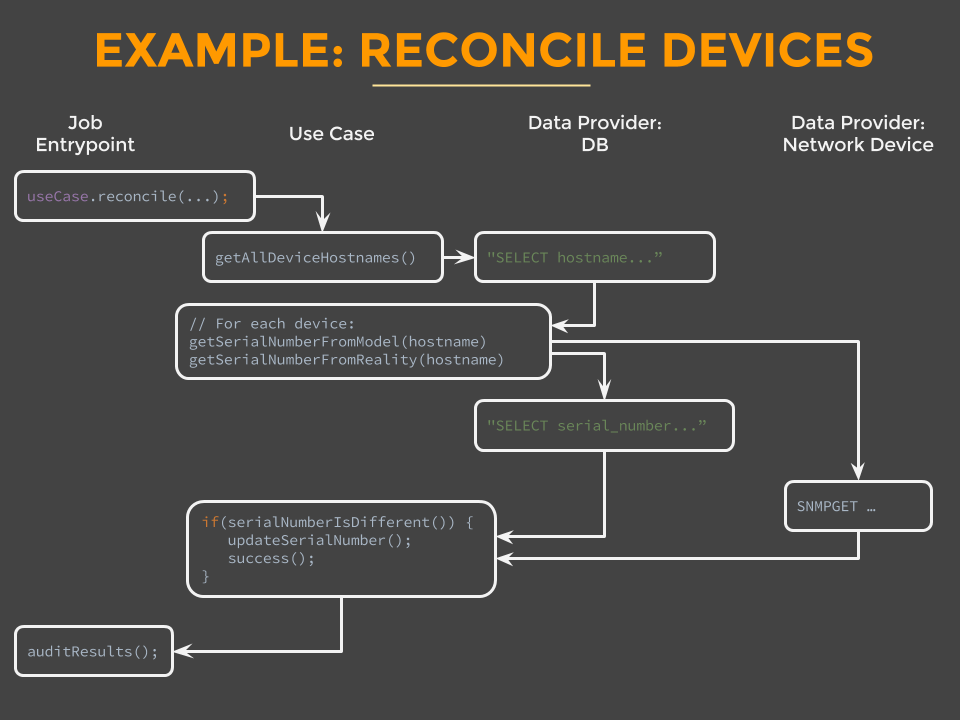 EXAMPLE: RECONCILE DEVICES
Job
Entrypoint
Use Case
Data Provider:
DB
Data Provider:
Network Device
useCase.reconcile(...);
getAllDeviceHostnames()
"SELECT hostname...”
// For each device:
getSerialNumberFromModel(hostname)
getSerialNumberFromReality(hostname)
"SELECT serial_number...”
SNMPGET …
if(serialNumberIsDifferent()) {
   updateSerialNumber();
   success();
}
auditResults();